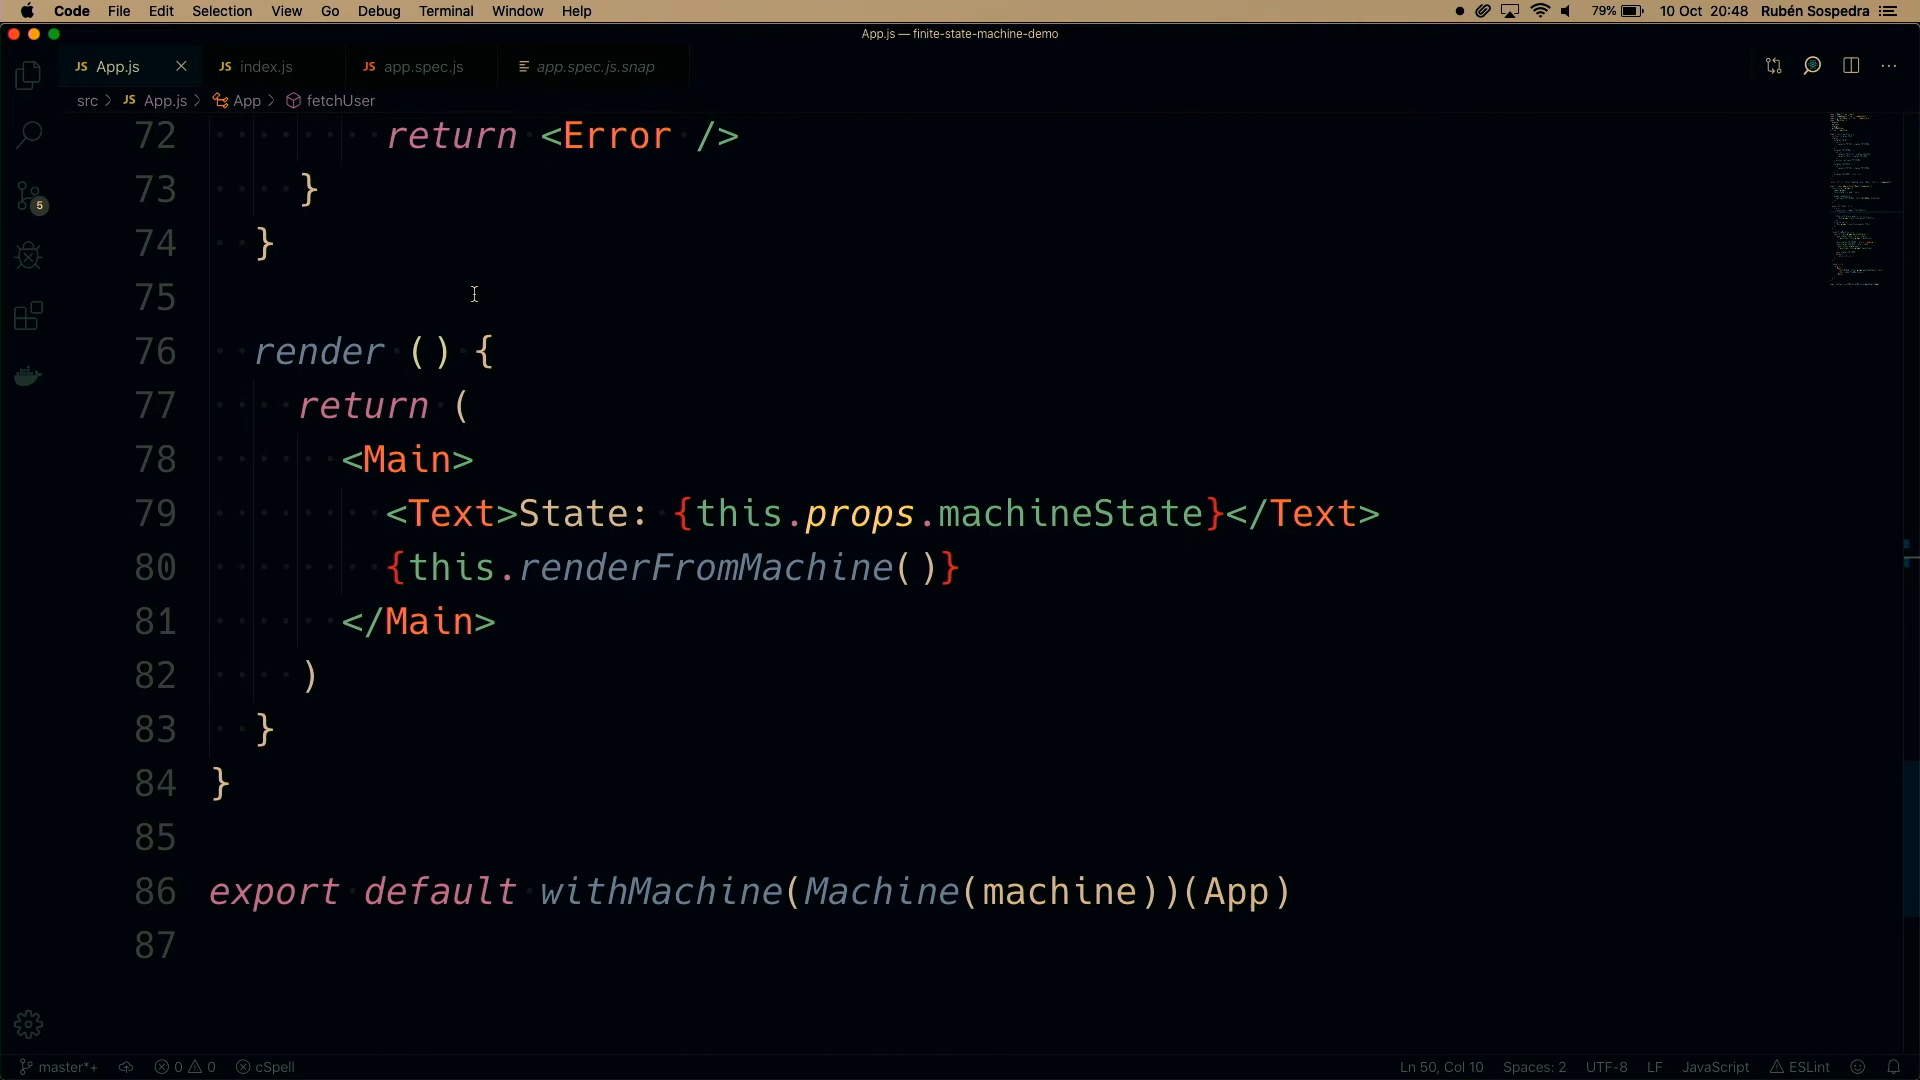 Code File Edit Selection View Go Debug Terminal Window Help 79% 10 Oct 20:48 Rubén Sospedra
App.js — finite-state-machine-demo
JS App.js JS index.js JS app.spec.js app.spec.js.snap
src > JS App.js > App > fetchUser
72 return <Error />
73 }
74 }
75
76 render () {
77 return (
78 <Main>
79 <Text>State: {this.props.machineState}</Text>
80 {this.renderFromMachine()}
81 </Main>
82 )
83 }
84 }
85
86 export default withMachine(Machine(machine))(App)
87
5
master*+ 0 0 cSpell Ln 50, Col 10 Spaces: 2 UTF-8 LF JavaScript ESLint